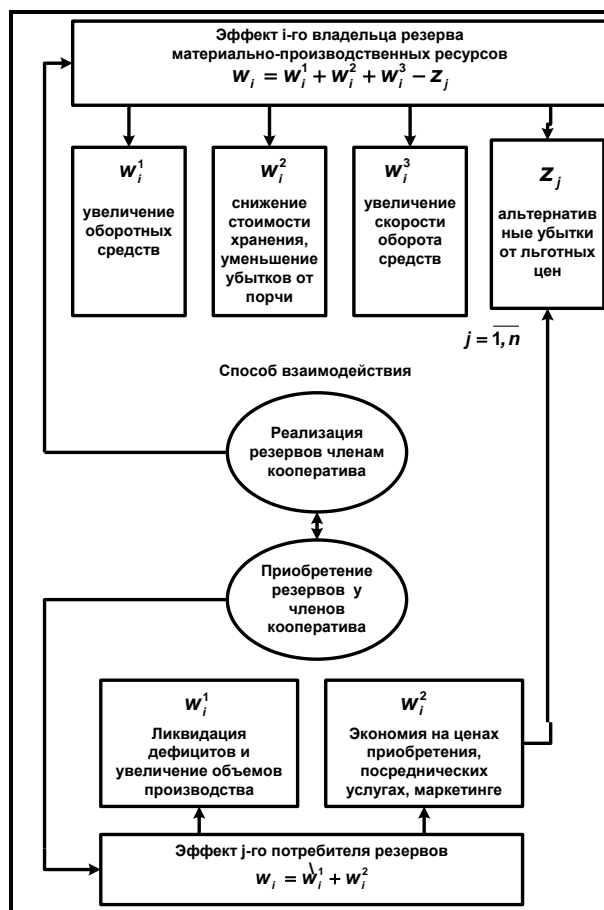 Эффект i-го владельца резерва
материально-производственных ресурсов
w_i = w_i^1 + w_i^2 + w_i^3 − z_j
w_i^1
увеличение
оборотных
средств
w_i^2
снижение
стоимости
хранения,
уменьшение
убытков от
порчи
w_i^3
увеличение
скорости
оборота
средств
z_j
альтернатив
ные убытки
от льготных
цен
j = \overline{1, n}
Способ взаимодействия
Реализация
резервов членам
кооператива
Приобретение
резервов у
членов
кооператива
w_i^1
Ликвидация
дефицитов и
увеличение объемов
производства
w_i^2
Экономия на ценах
приобретения,
посреднических
услугах, маркетинге
Эффект j-го потребителя резервов
w_i = w_i^1 + w_i^2